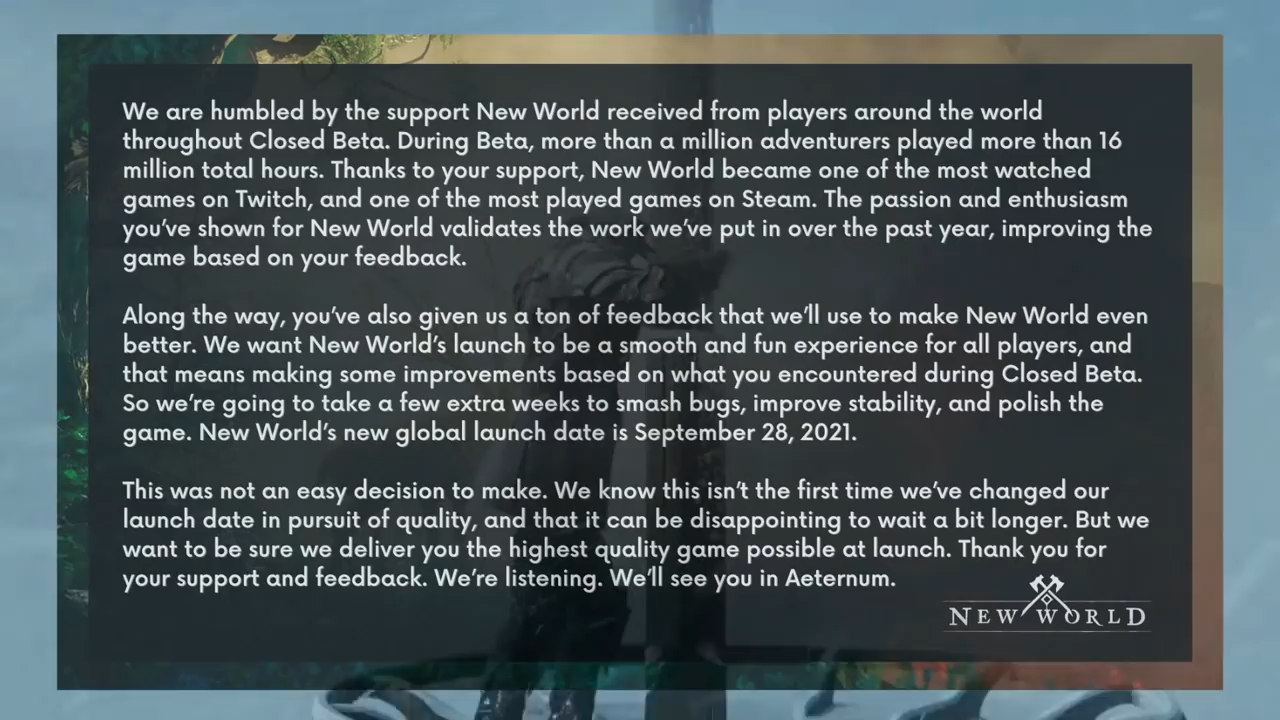 We are humbled by the support New World received from players around the world
throughout Closed Beta. During Beta, more than a million adventurers played more than 16
million total hours. Thanks to your support, New World became one of the most watched
games on Twitch, and one of the most played games on Steam. The passion and enthusiasm
you've shown for New World validates the work we've put in over the past year, improving the
game based on your feedback.
Along the way, you've also given us a ton of feedback that we'll use to make New World even
better. We want New World's launch to be a smooth and fun experience for all players, and
that means making some improvements based on what you encountered during Closed Beta.
So we're going to take a few extra weeks to smash bugs, improve stability, and polish the
game. New World's new global launch date is September 28, 2021.
This was not an easy decision to make. We know this isn't the first time we've changed our
launch date in pursuit of quality, and that it can be disappointing to wait a bit longer. But we
want to be sure we deliver you the highest quality game possible at launch. Thank you for
your support and feedback. We're listening. We'll see you in Aeternum.
NEW WORLD